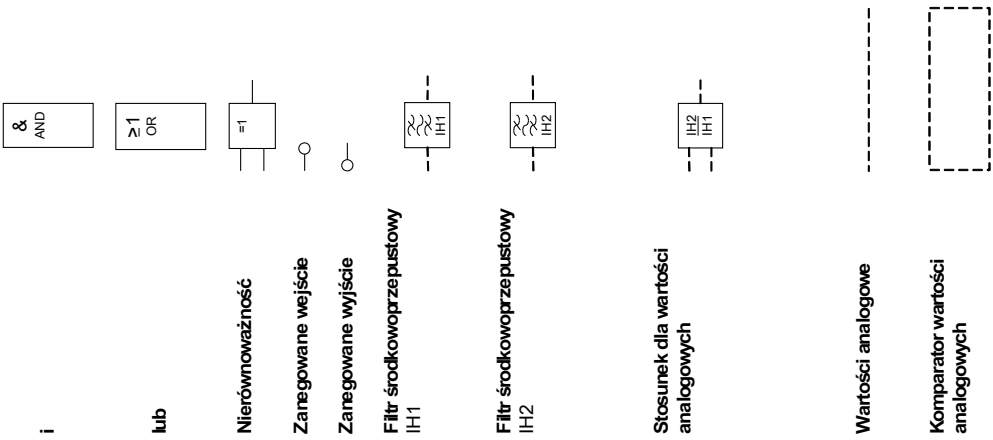 i
& 
AND
lub
≥1
OR
Nierównoważność
=1
Zanegowane wejście
Zanegowane wyjście
Filtr środkowoprzepustowy
IH1
IH1
Filtr środkowoprzepustowy
IH2
IH2
Stosunek dla wartości
analogowych
IH2
IH1
Wartości analogowe
Komparator wartości
analogowych